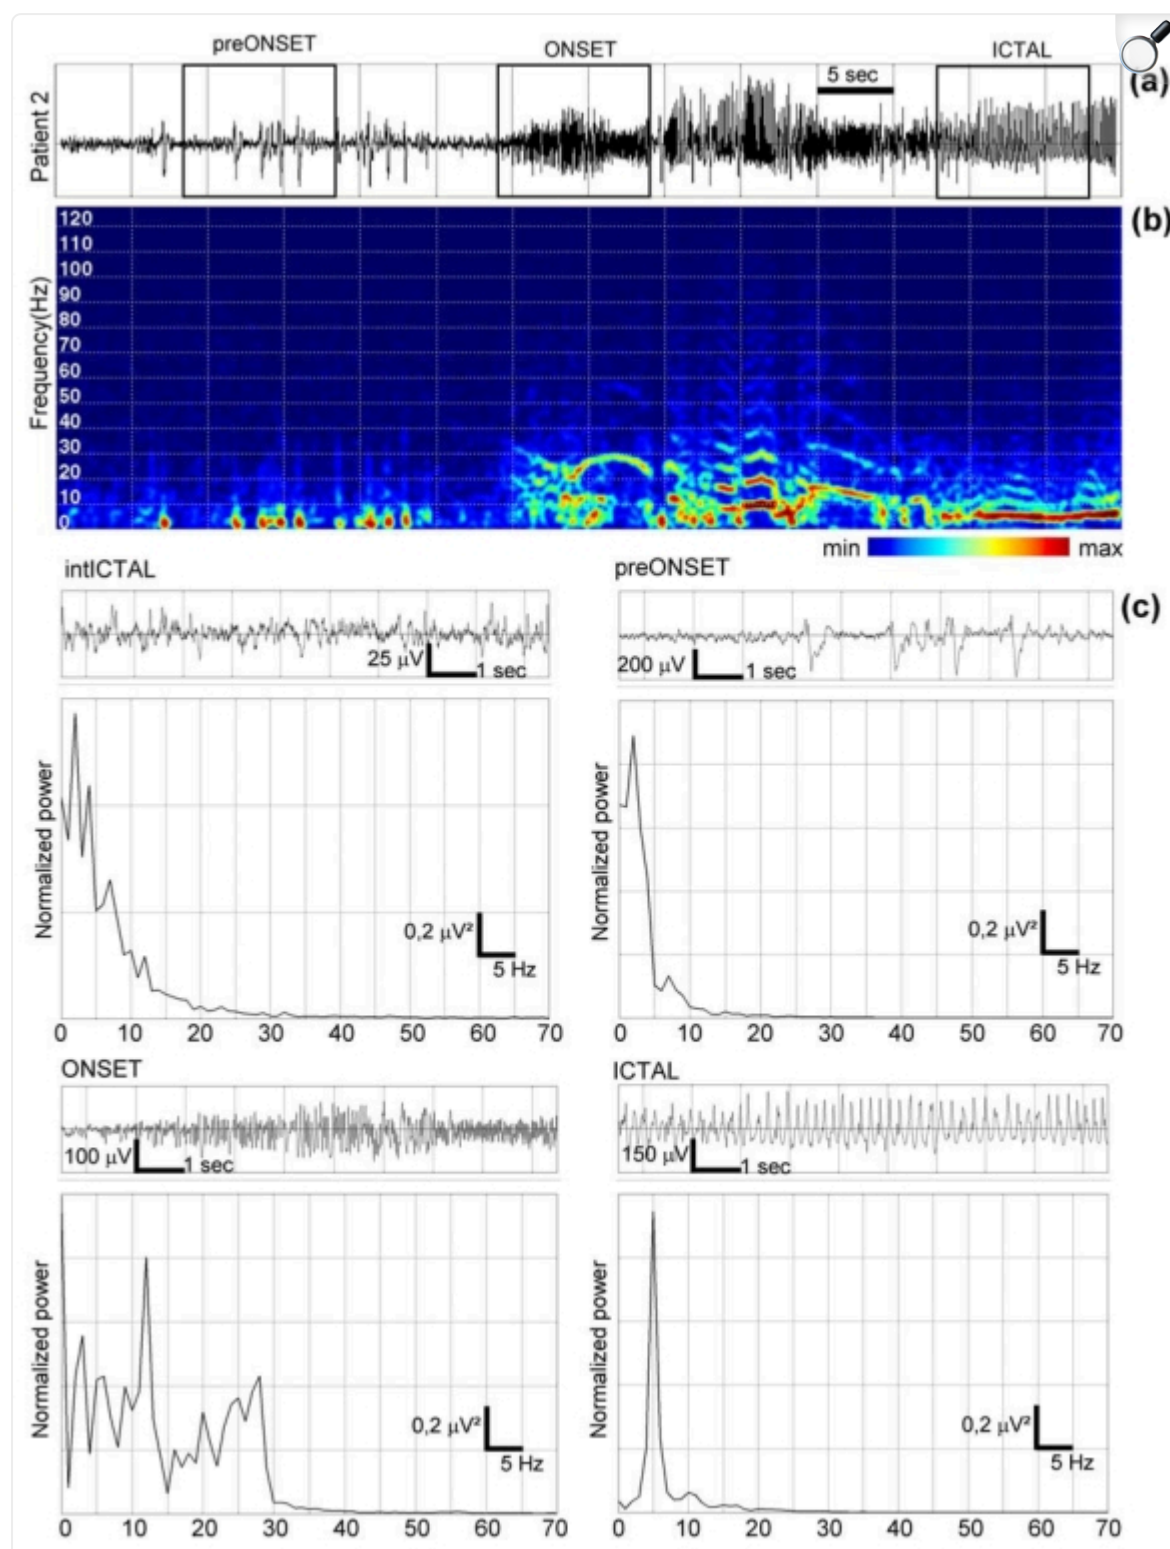 preONSET
ONSET
ICTAL
5 sec
(a)
Patient 2
(b)
Frequency(Hz)
120
110
100
90
80
70
60
50
40
30
20
10
0
min
max
intICTAL
preONSET
(c)
25 µV
1 sec
200 µV
1 sec
Normalized power
0,2 µV²
5 Hz
0 10 20 30 40 50 60 70
Normalized power
0,2 µV²
5 Hz
0 10 20 30 40 50 60 70
ONSET
ICTAL
100 µV
1 sec
150 µV
1 sec
Normalized power
0,2 µV²
5 Hz
0 10 20 30 40 50 60 70
Normalized power
0,2 µV²
5 Hz
0 10 20 30 40 50 60 70